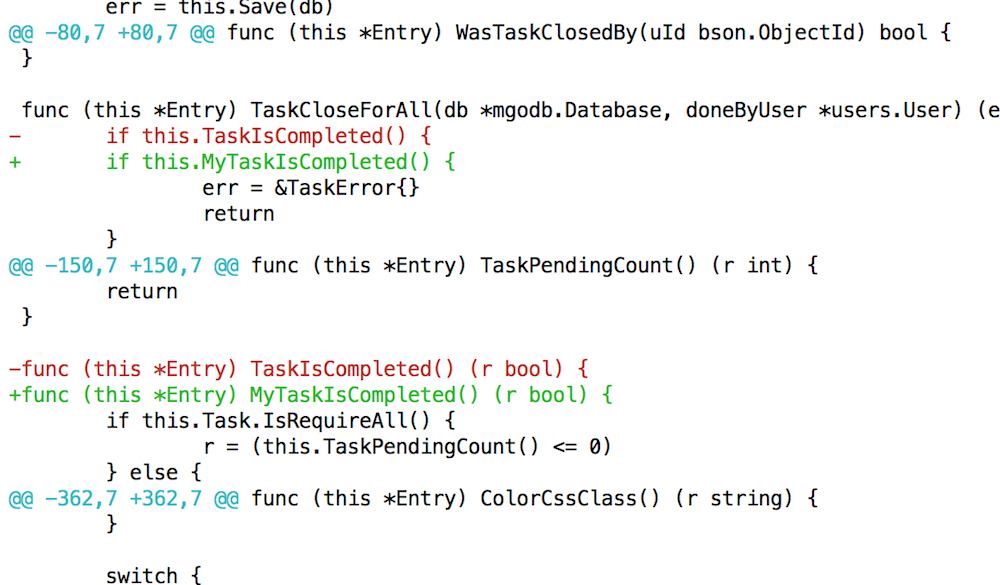 err = this.Save(db)
@@ -80,7 +80,7 @@ func (this *Entry) WasTaskClosedBy(uId bson.ObjectId) bool {
 }

 func (this *Entry) TaskCloseForAll(db *mgodb.Database, doneByUser *users.User) (e
-       if this.TaskIsCompleted() {
+       if this.MyTaskIsCompleted() {
                err = &TaskError{}
                return
        }
@@ -150,7 +150,7 @@ func (this *Entry) TaskPendingCount() (r int) {
        return
 }

-func (this *Entry) TaskIsCompleted() (r bool) {
+func (this *Entry) MyTaskIsCompleted() (r bool) {
        if this.Task.IsRequireAll() {
                r = (this.TaskPendingCount() <= 0)
        } else {
@@ -362,7 +362,7 @@ func (this *Entry) ColorCssClass() (r string) {
        }

        switch {